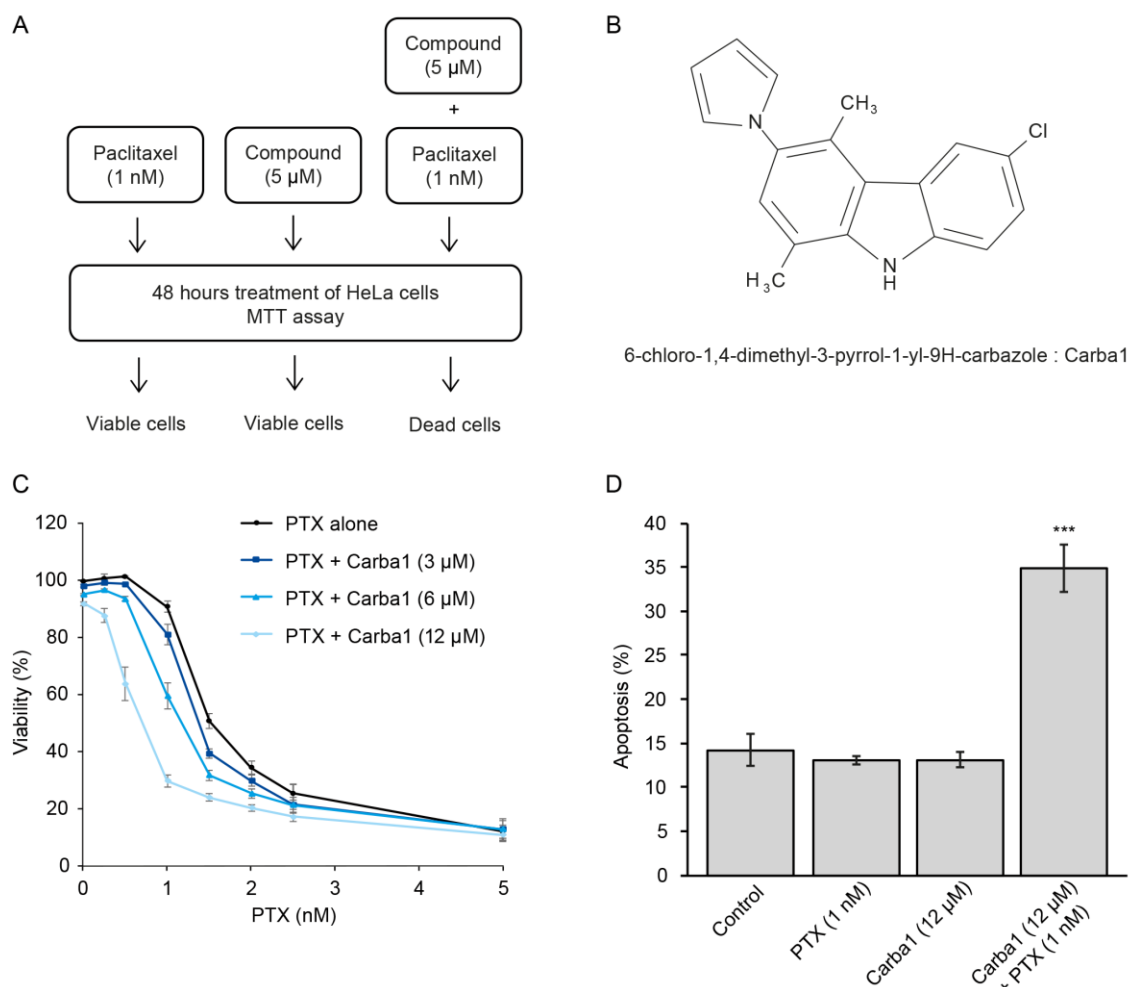 A
Compound
(5 µM)
+
Paclitaxel
(1 nM)
Compound
(5 µM)
Paclitaxel
(1 nM)
48 hours treatment of HeLa cells
MTT assay
Viable cells
Viable cells
Dead cells
B
N
CH3
Cl
H3C
N
H
6-chloro-1,4-dimethyl-3-pyrrol-1-yl-9H-carbazole : Carba1
C
120
100
80
60
40
20
0
Viability (%)
0
1
2
3
4
5
PTX (nM)
PTX alone
PTX + Carba1 (3 µM)
PTX + Carba1 (6 µM)
PTX + Carba1 (12 µM)
D
40
35
30
25
20
15
10
5
0
Apoptosis (%)
***
Control
PTX (1 nM)
Carba1 (12 µM)
Carba1 (12 µM)
+ PTX (1 nM)